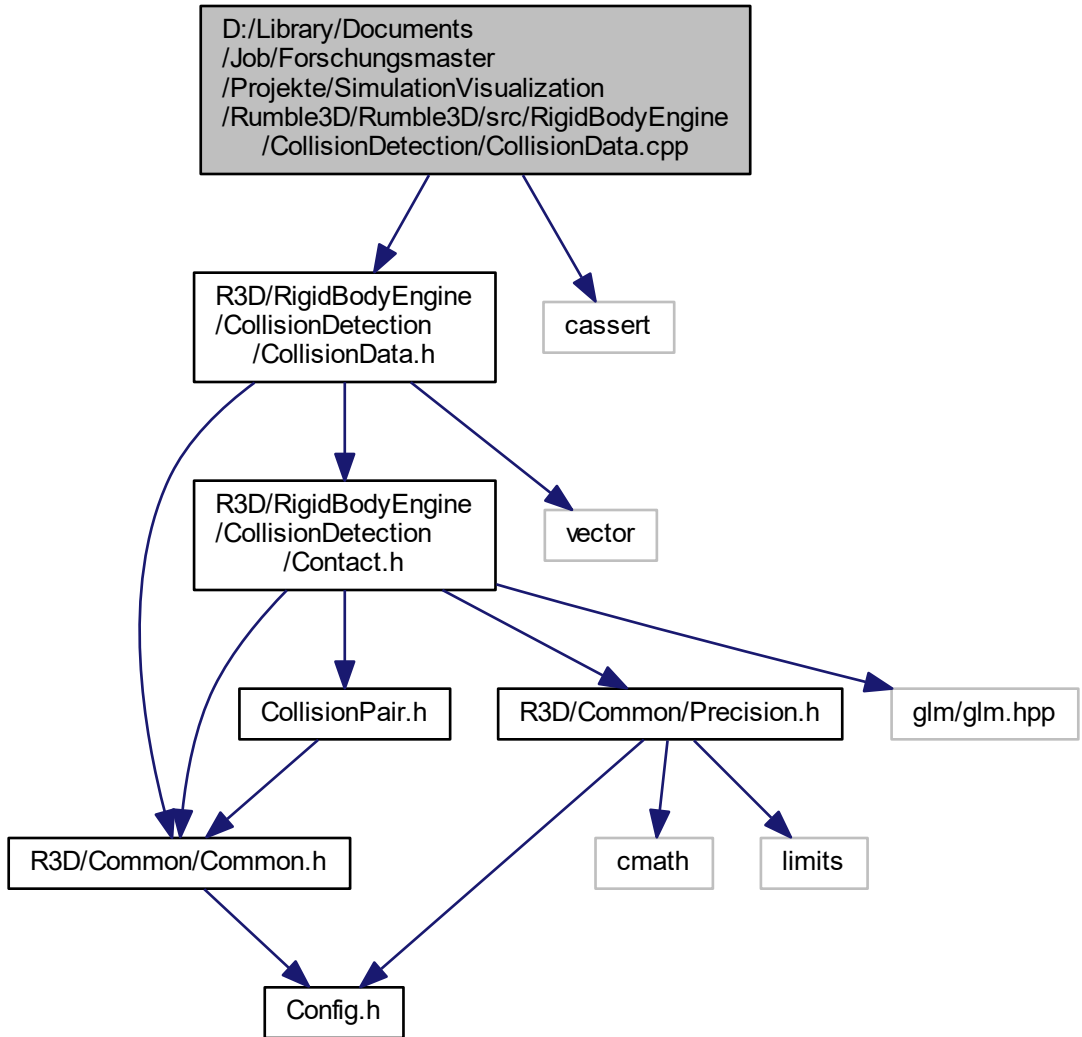 D:/Library/Documents
/Job/Forschungsmaster
/Projekte/SimulationVisualization
/Rumble3D/Rumble3D/src/RigidBodyEngine
/CollisionDetection/CollisionData.cpp
R3D/RigidBodyEngine
/CollisionDetection
/CollisionData.h
cassert
R3D/RigidBodyEngine
/CollisionDetection
/Contact.h
vector
CollisionPair.h
R3D/Common/Precision.h
glm/glm.hpp
R3D/Common/Common.h
cmath
limits
Config.h